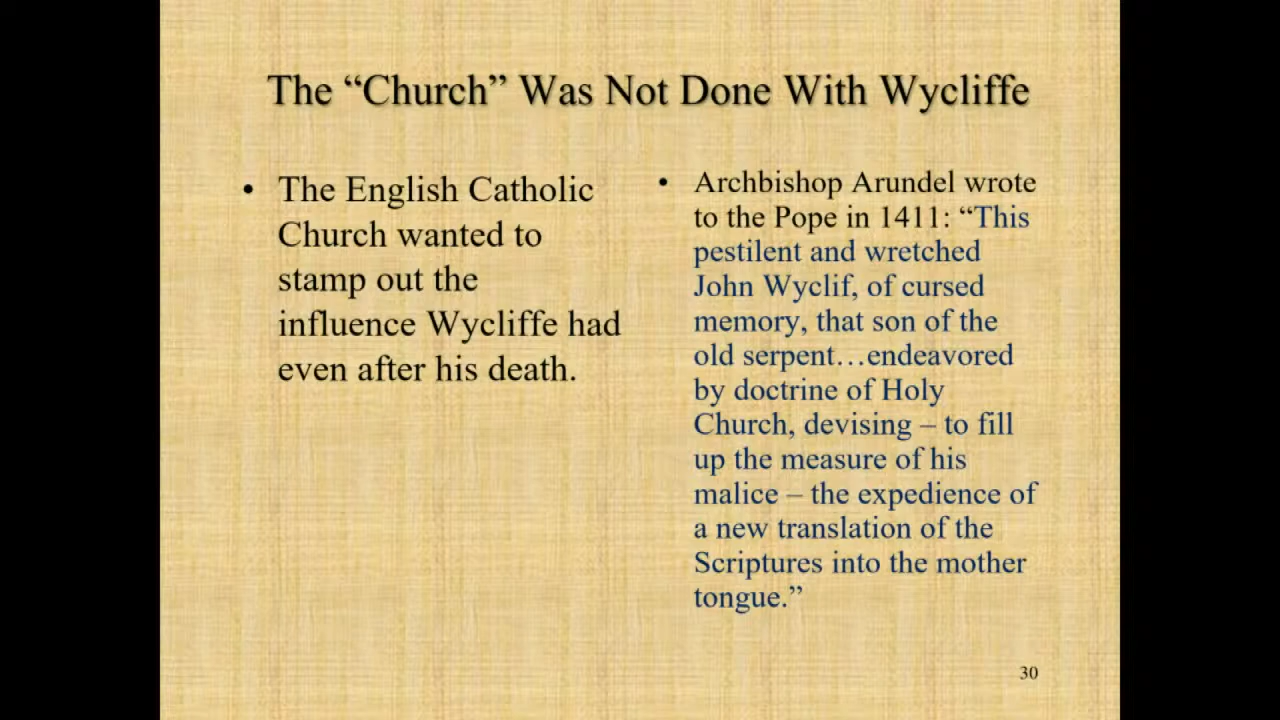 The “Church” Was Not Done With Wycliffe
• The English Catholic
Church wanted to
stamp out the
influence Wycliffe had
even after his death.
• Archbishop Arundel wrote
to the Pope in 1411: “This
pestilent and wretched
John Wyclif, of cursed
memory, that son of the
old serpent…endeavored
by doctrine of Holy
Church, devising – to fill
up the measure of his
malice – the expedience of
a new translation of the
Scriptures into the mother
tongue.”
30